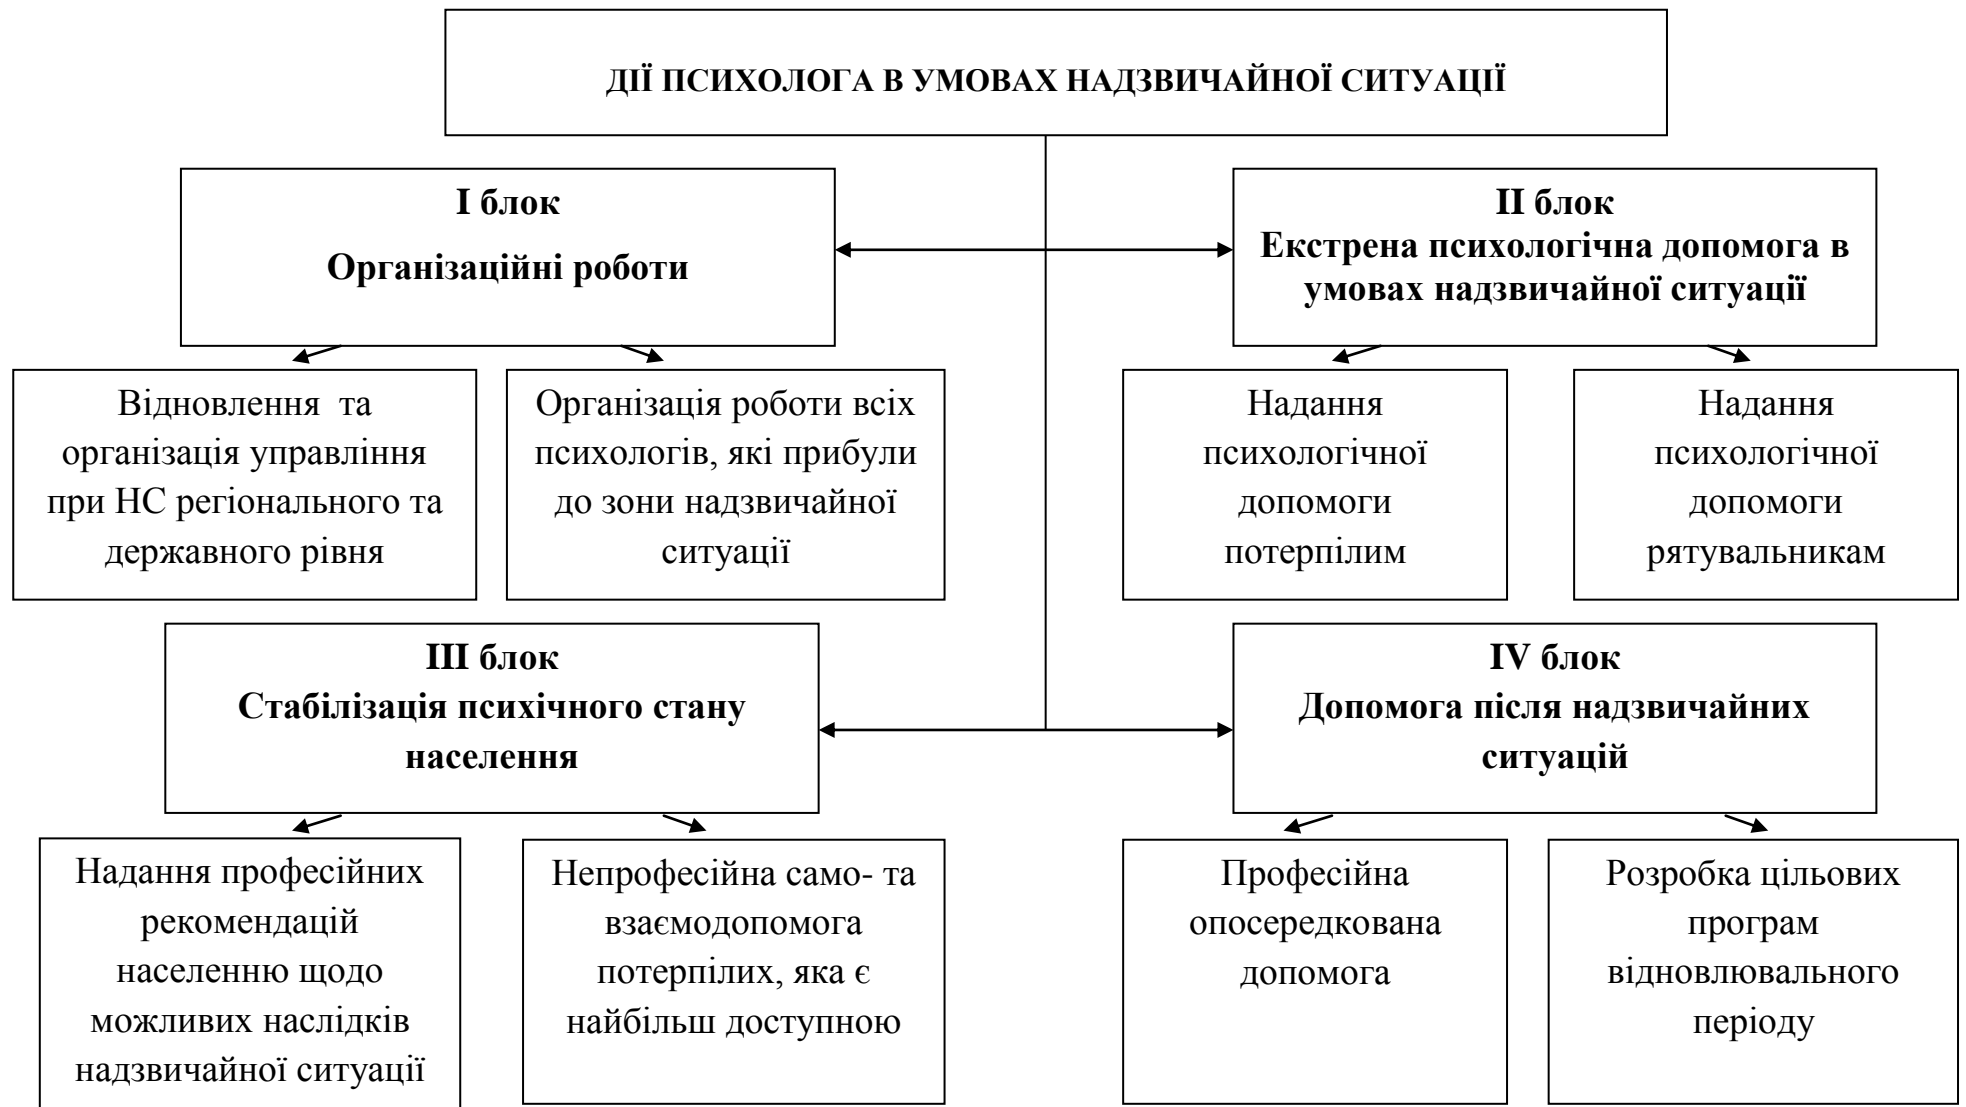 ДІЇ ПСИХОЛОГА В УМОВАХ НАДЗВИЧАЙНОЇ СИТУАЦІЇ
І блок
Організаційні роботи
ІІ блок
Екстрена психологічна допомога в
умовах надзвичайної ситуації
Відновлення та
організація управління
при НС регіонального та
державного рівня
Організація роботи всіх
психологів, які прибули
до зони надзвичайної
ситуації
Надання
психологічної
допомоги
потерпілим
Надання
психологічної
допомоги
рятувальникам
ІІІ блок
Стабілізація психічного стану
населення
IV блок
Допомога після надзвичайних
ситуацій
Надання професійних
рекомендацій
населенню щодо
можливих наслідків
надзвичайної ситуації
Непрофесійна само- та
взаємодопомога
потерпілих, яка є
найбільш доступною
Професійна
опосередкована
допомога
Розробка цільових
програм
відновлювального
періоду